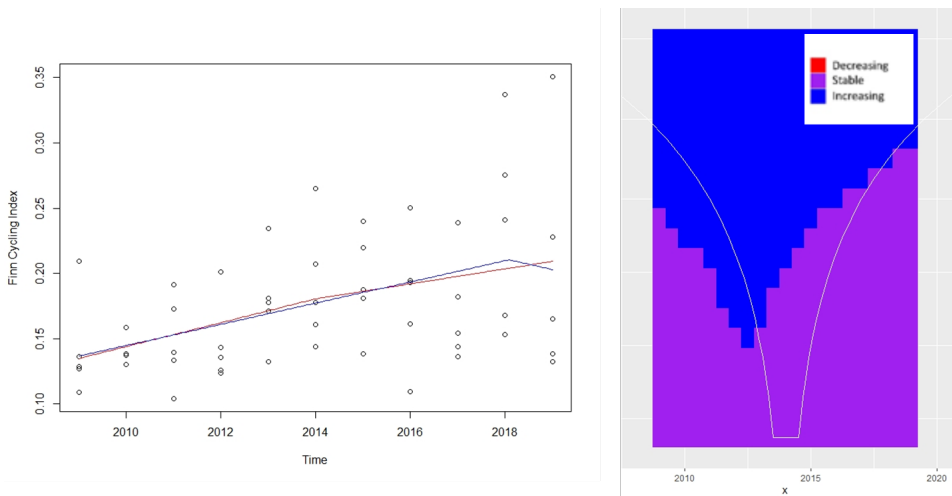 Finn Cycling Index
0.35
0.30
0.25
0.20
0.15
0.10
2010
2012
2014
2016
2018
Time
Decreasing
Stable
Increasing
2010
2015
2020
x